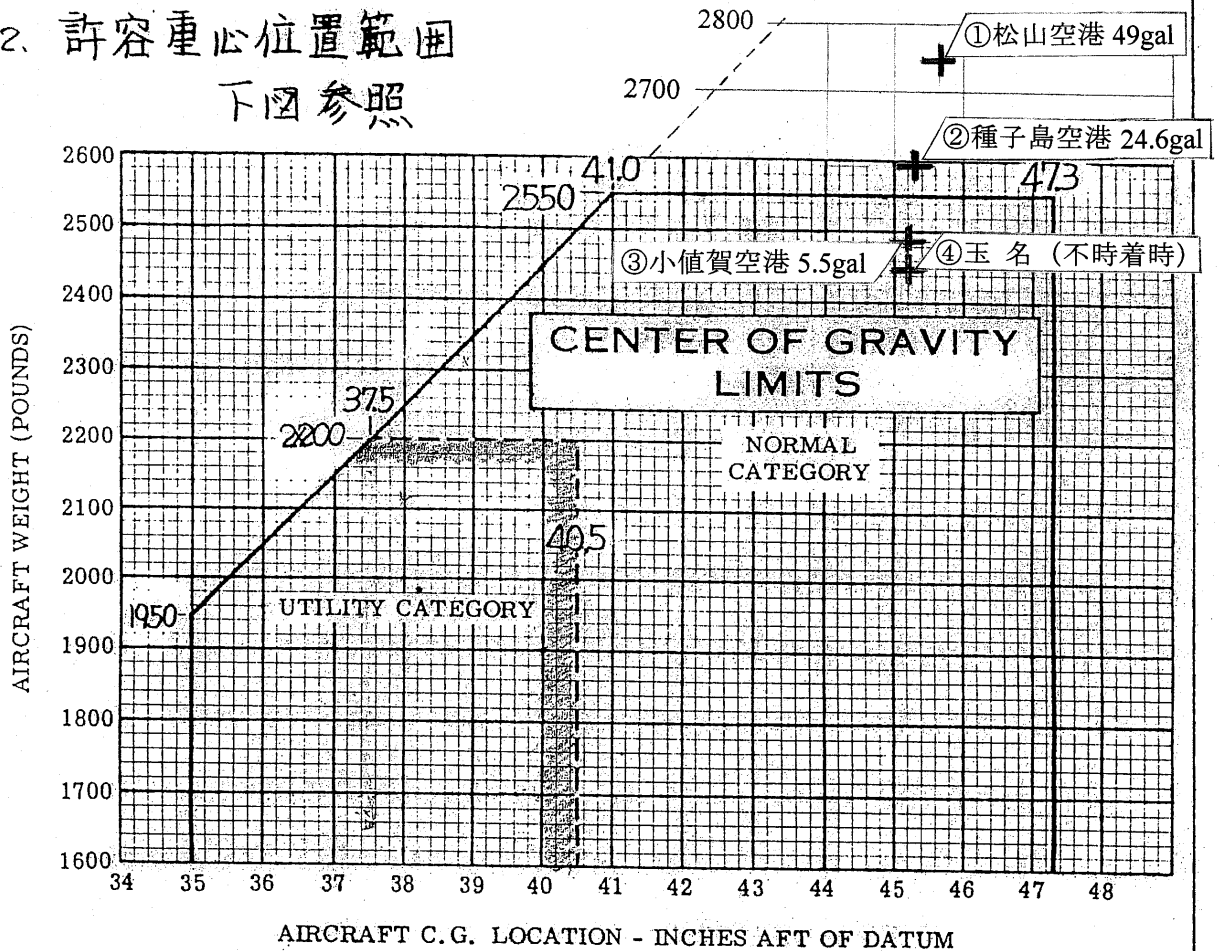 2. 許容重心位置範囲
下図参照
2800
①松山空港 49gal
2700
②種子島空港 24.6gal
2600
41.0
47.3
2550
2500
③小値賀空港 5.5gal
④玉 名 (不時着時)
2400
CENTER OF GRAVITY
LIMITS
2300
37.5
2200
2200
NORMAL
CATEGORY
2100
40.5
2000
UTILITY CATEGORY
1950
1900
1800
1700
1600
34 35 36 37 38 39 40 41 42 43 44 45 46 47 48
AIRCRAFT WEIGHT (POUNDS)
AIRCRAFT C.G. LOCATION - INCHES AFT OF DATUM